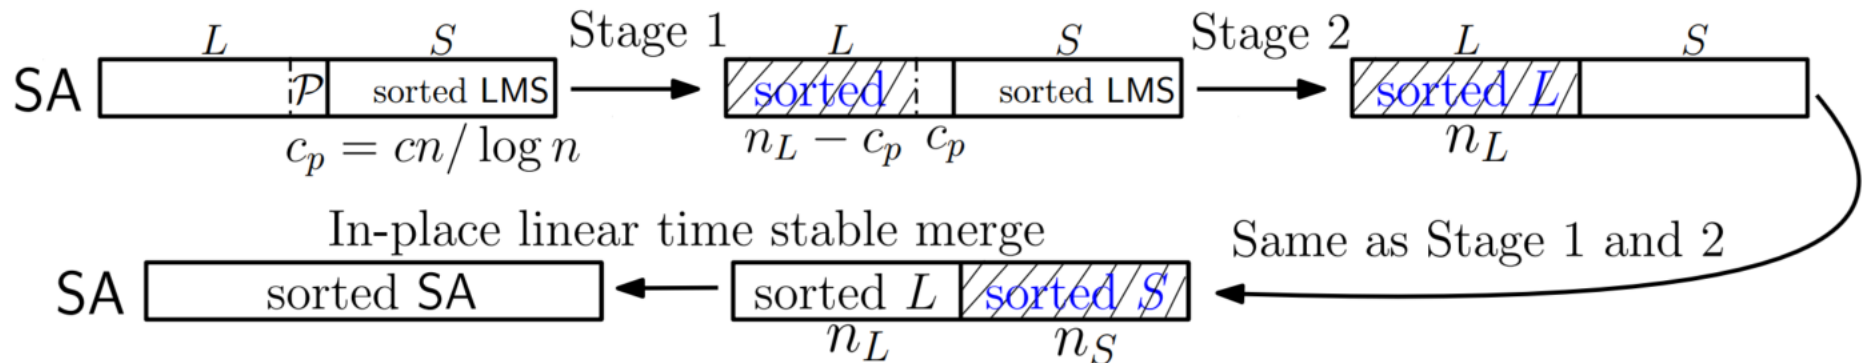 L S Stage 1 L S Stage 2 L S
SA 𝒫 sorted LMS sorted sorted LMS sorted L
c_p = cn/ log n n_L − c_p c_p n_L
In-place linear time stable merge Same as Stage 1 and 2
SA sorted SA sorted L sorted S
n_L n_S